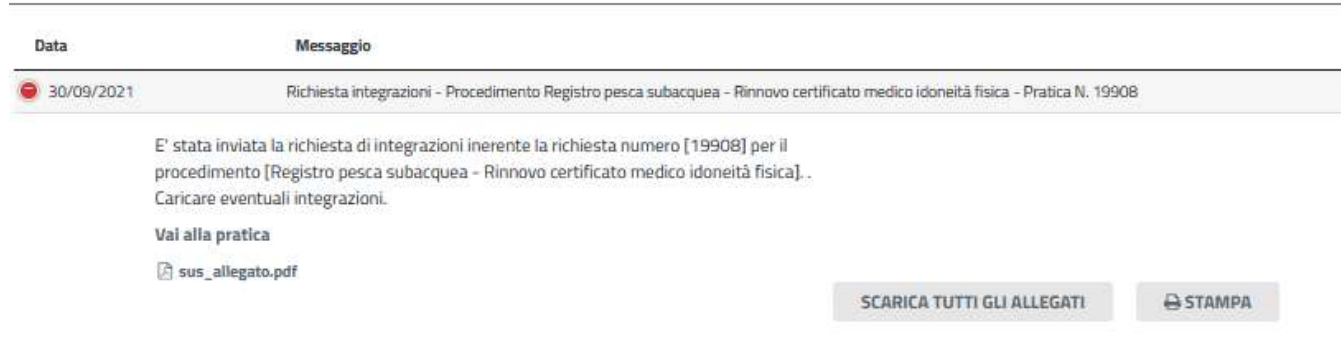 Data Messaggio
30/09/2021 Richiesta integrazioni - Procedimento Registro pesca subacquea - Rinnovo certificato medico idoneità fisica - Pratica N. 19908
E' stata inviata la richiesta di integrazioni inerente la richiesta numero [19908] per il
procedimento [Registro pesca subacquea - Rinnovo certificato medico idoneità fisica]. .
Caricare eventuali integrazioni.
Vai alla pratica
sus_allegato.pdf
SCARICA TUTTI GLI ALLEGATI STAMPA